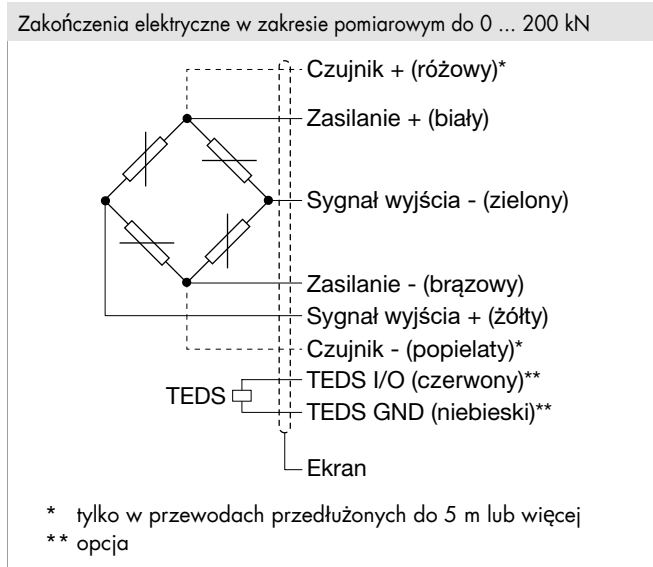 Zakończenia elektryczne w zakresie pomiarowym do 0 ... 200 kN
Czujnik + (różowy)*
Zasilanie + (biały)
Sygnał wyjścia - (zielony)
Zasilanie - (brązowy)
Sygnał wyjścia + (żółty)
Czujnik - (popielaty)*
TEDS I/O (czerwony)**
TEDS
TEDS GND (niebieski)**
Ekran
* tylko w przewodach przedłużonych do 5 m lub więcej
** opcja